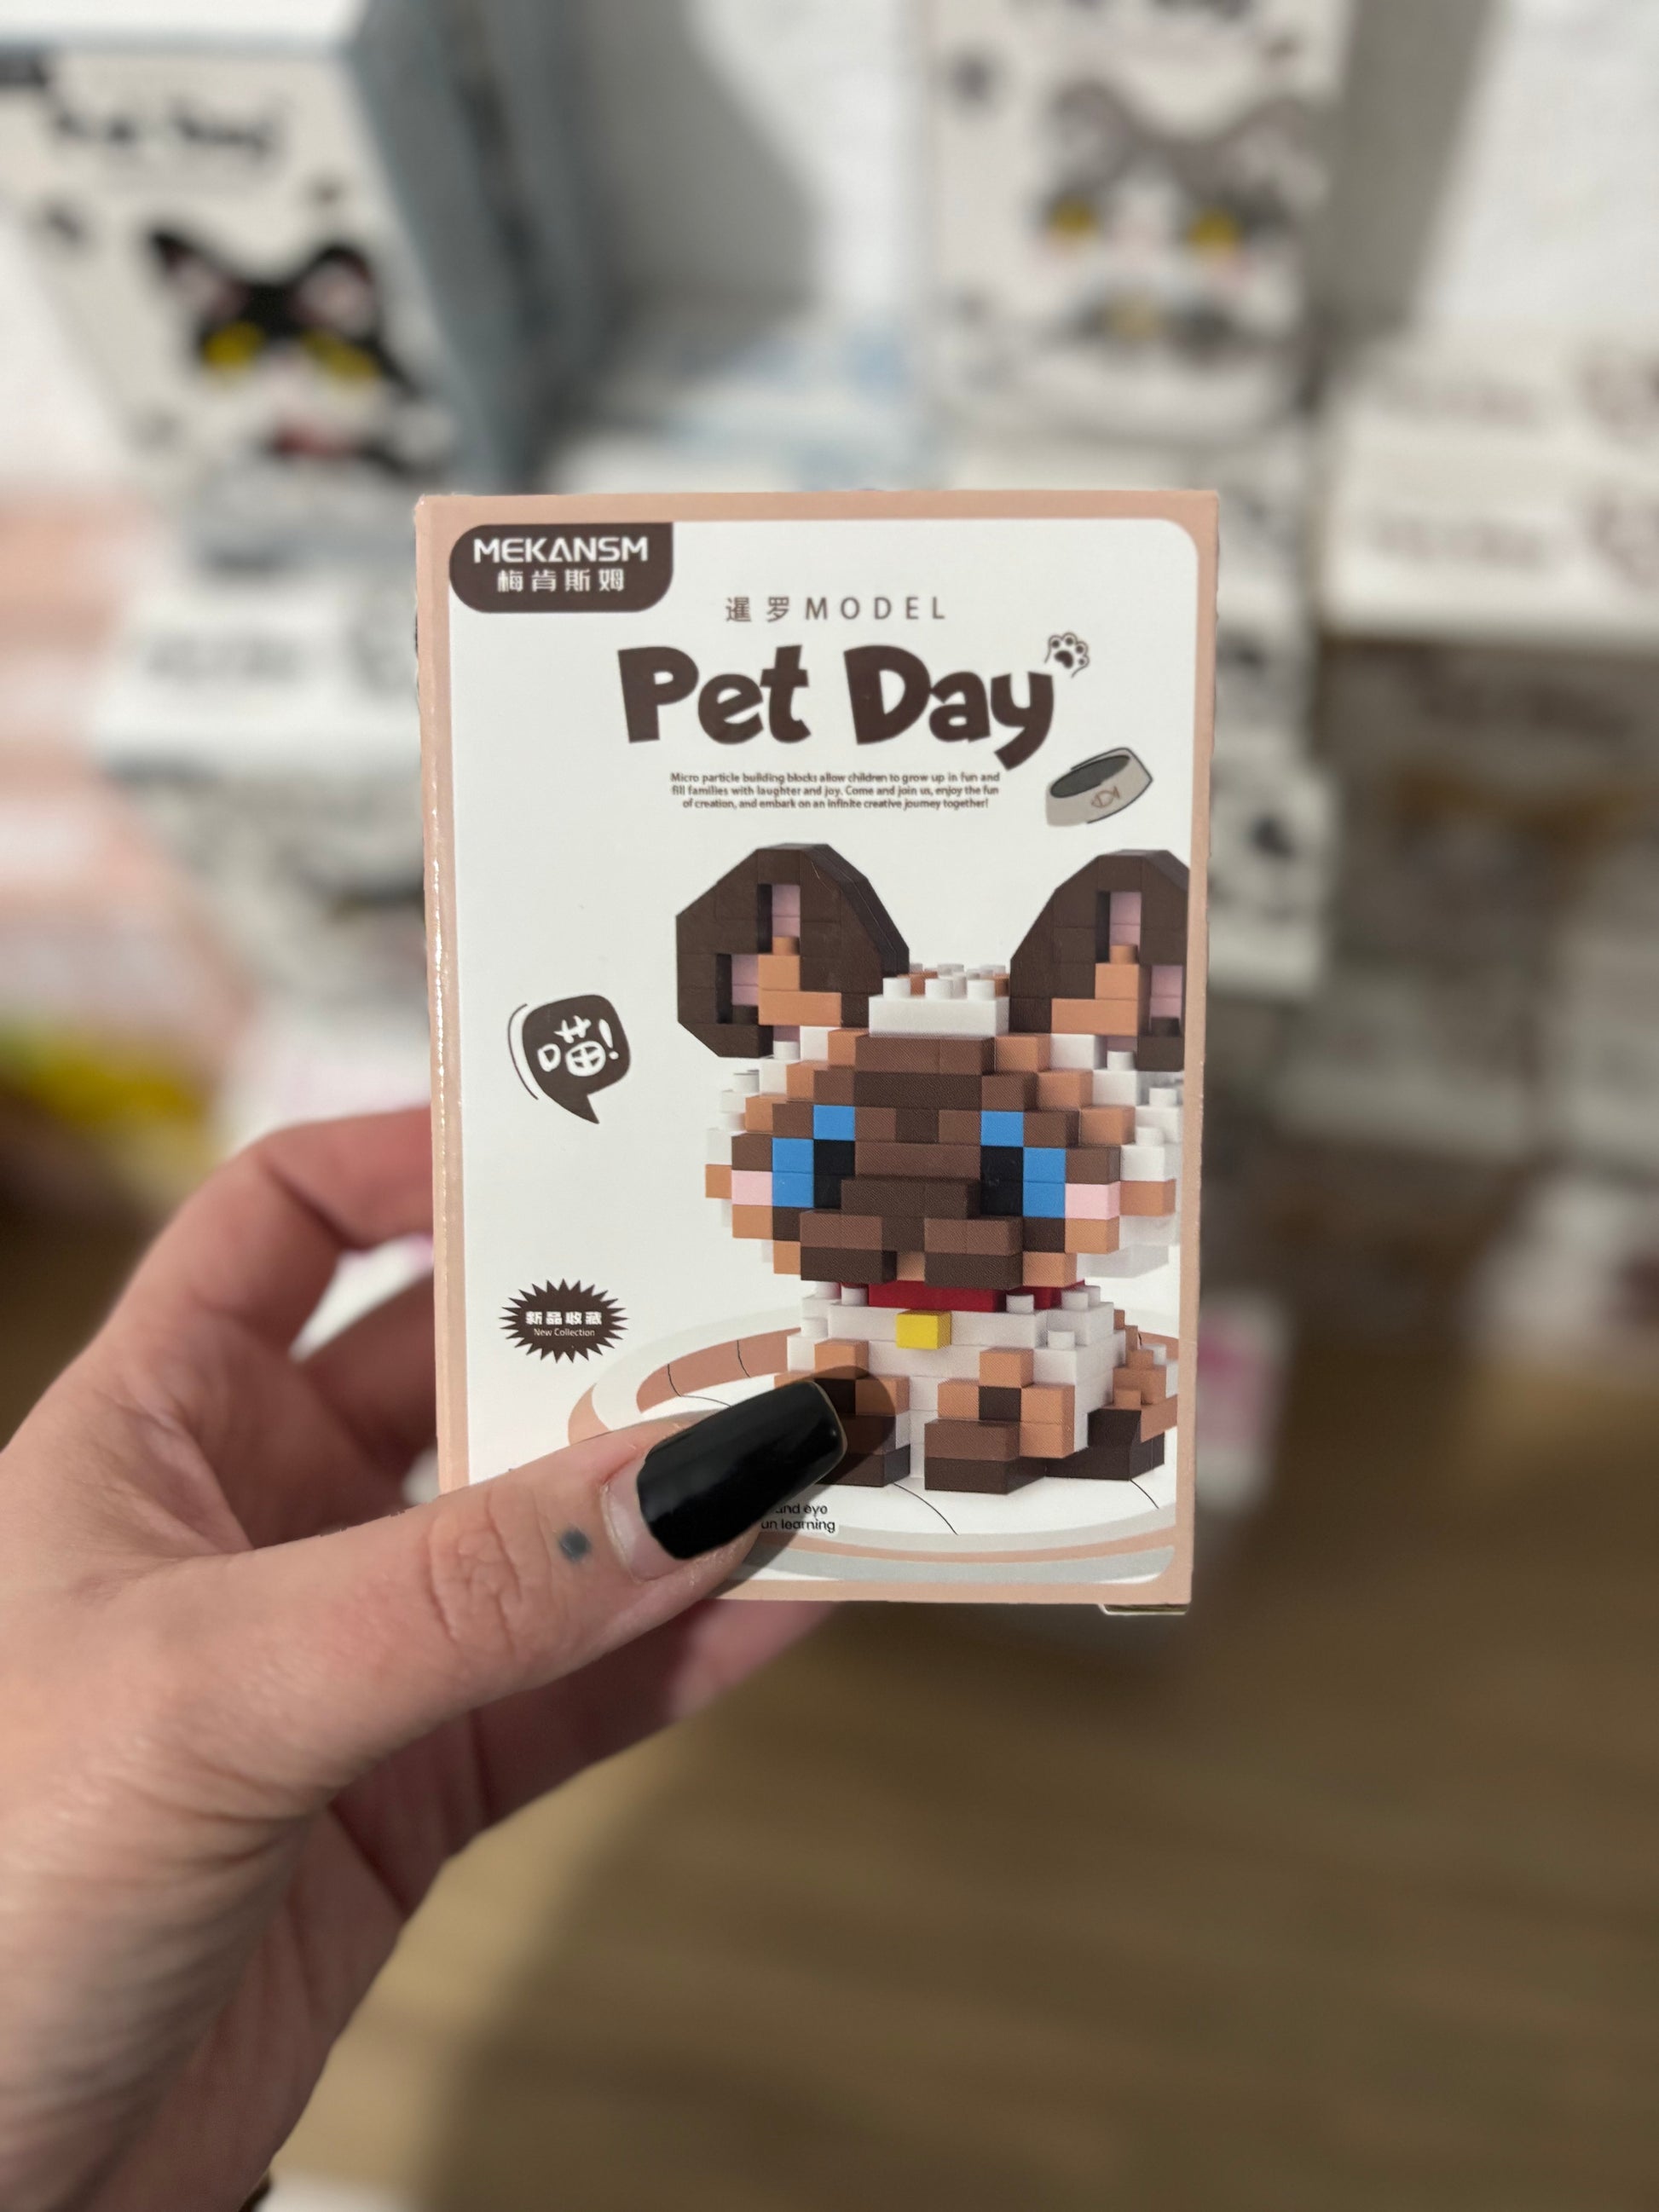 MEKANSM
梅肯斯姆
暹罗MODEL
Pet Day
Micro particle building blocks allow children to grow up in fun and
fill families with laughter and joy. Come and join us, enjoy the fun
of creation, and embark on an infinite creative journey together!
喵!
新品收藏
New Collection
and eye
un learning